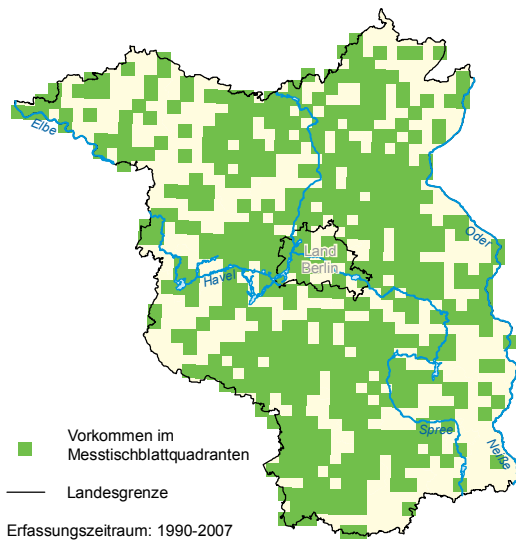 Elbe
Oder
Land
Berlin
Havel
Spree
Neiße
Vorkommen im
Messtischblattquadranten
Landesgrenze
Erfassungszeitraum: 1990-2007